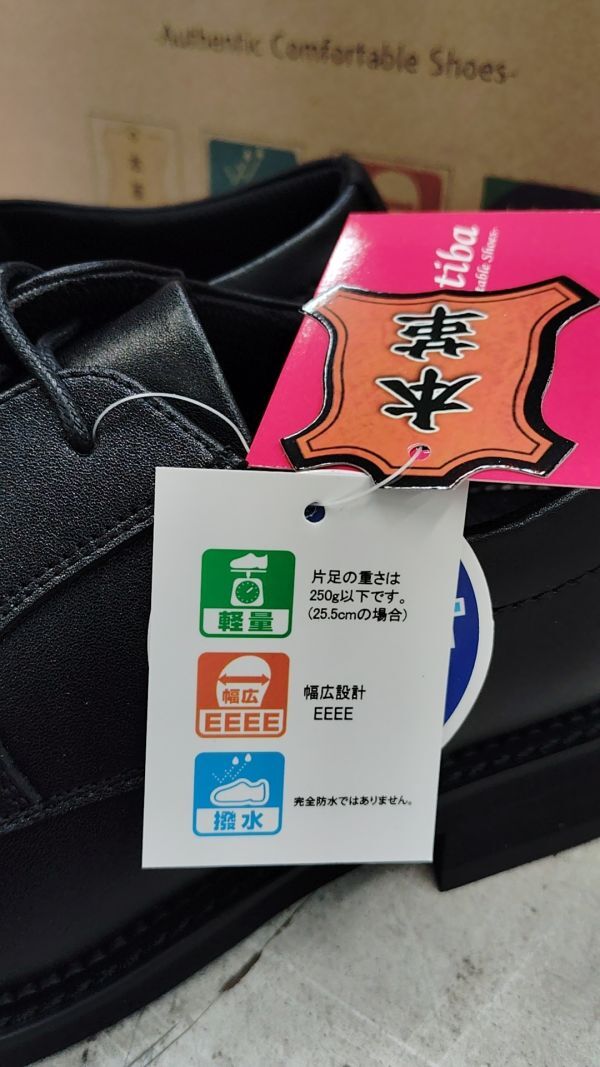 -Authentic Comfortable Shoes-
tiba
table Shoes-
本革
軽量
片足の重さは
250g以下です。
(25.5cmの場合)
幅広
EEEE
幅広設計
EEEE
撥水
完全防水ではありません。